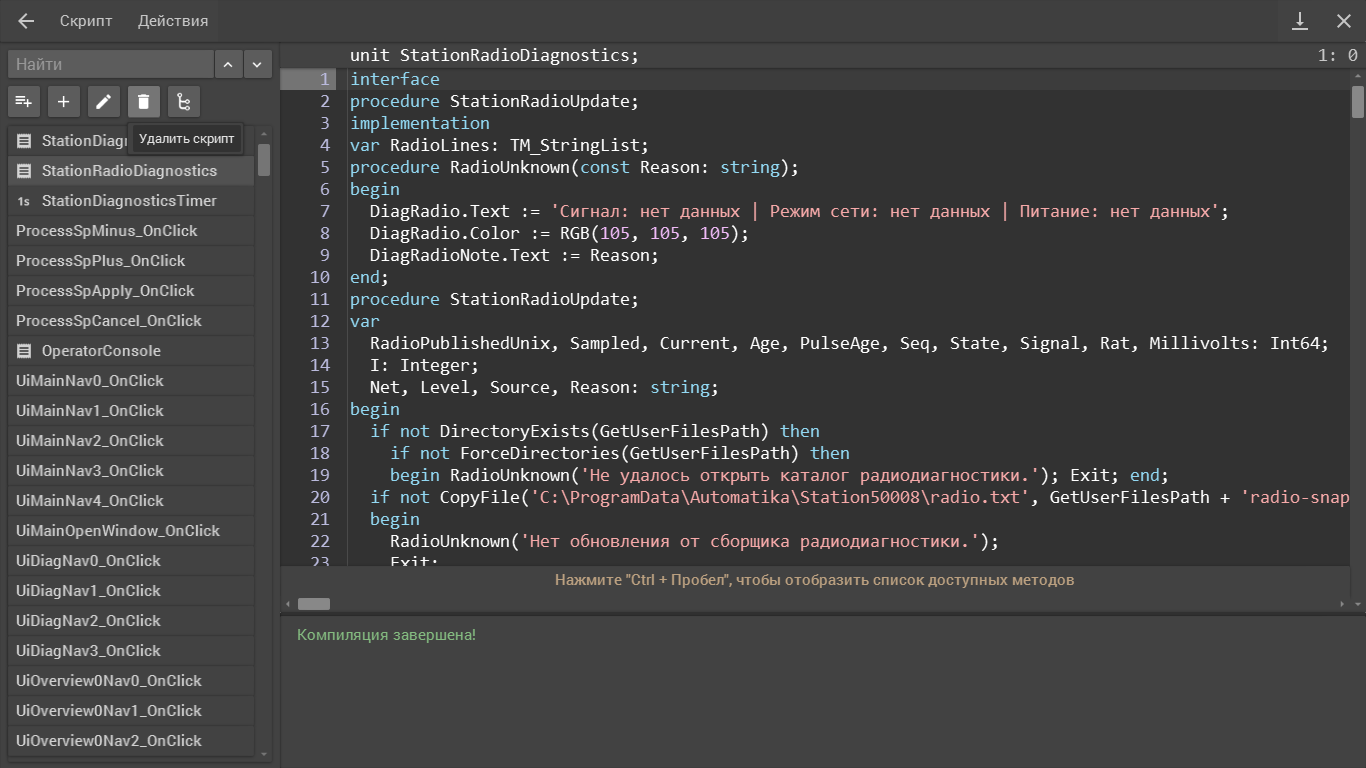 Скрипт Действия
Найти
StationDiagr
Удалить скрипт
StationRadioDiagnostics
1s StationDiagnosticsTimer
ProcessSpMinus_OnClick
ProcessSpPlus_OnClick
ProcessSpApply_OnClick
ProcessSpCancel_OnClick
OperatorConsole
UiMainNav0_OnClick
UiMainNav1_OnClick
UiMainNav2_OnClick
UiMainNav3_OnClick
UiMainNav4_OnClick
UiMainOpenWindow_OnClick
UiDiagNav0_OnClick
UiDiagNav1_OnClick
UiDiagNav2_OnClick
UiDiagNav3_OnClick
UiOverview0Nav0_OnClick
UiOverview0Nav1_OnClick
UiOverview0Nav2_OnClick
unit StationRadioDiagnostics; 1: 0
1 interface
2 procedure StationRadioUpdate;
3 implementation
4 var RadioLines: TM_StringList;
5 procedure RadioUnknown(const Reason: string);
6 begin
7 DiagRadio.Text := 'Сигнал: нет данных | Режим сети: нет данных | Питание: нет данных';
8 DiagRadio.Color := RGB(105, 105, 105);
9 DiagRadioNote.Text := Reason;
10 end;
11 procedure StationRadioUpdate;
12 var
13 RadioPublishedUnix, Sampled, Current, Age, PulseAge, Seq, State, Signal, Rat, Millivolts: Int64;
14 I: Integer;
15 Net, Level, Source, Reason: string;
16 begin
17 if not DirectoryExists(GetUserFilesPath) then
18 if not ForceDirectories(GetUserFilesPath) then
19 begin RadioUnknown('Не удалось открыть каталог радиодиагностики.'); Exit; end;
20 if not CopyFile('C:\ProgramData\Automatika\Station50008\radio.txt', GetUserFilesPath + 'radio-snap
21 begin
22 RadioUnknown('Нет обновления от сборщика радиодиагностики.');
23 Exit;
Нажмите "Ctrl + Пробел", чтобы отобразить список доступных методов
Компиляция завершена!